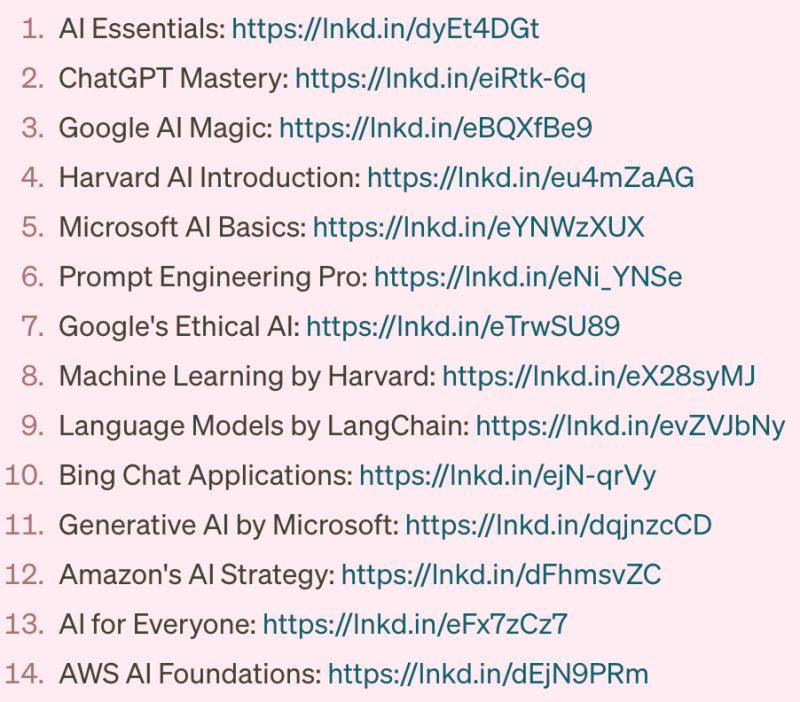 1. AI Essentials: https://lnkd.in/dyEt4DGt
2. ChatGPT Mastery: https://lnkd.in/eiRtk-6q
3. Google AI Magic: https://lnkd.in/eBQXfBe9
4. Harvard AI Introduction: https://lnkd.in/eu4mZaAG
5. Microsoft AI Basics: https://lnkd.in/eYNWzXUX
6. Prompt Engineering Pro: https://lnkd.in/eNi_YNSe
7. Google's Ethical AI: https://lnkd.in/eTrwSU89
8. Machine Learning by Harvard: https://lnkd.in/eX28syMJ
9. Language Models by LangChain: https://lnkd.in/evZVJbNy
10. Bing Chat Applications: https://lnkd.in/ejN-qrVy
11. Generative AI by Microsoft: https://lnkd.in/dqjnzcCD
12. Amazon's AI Strategy: https://lnkd.in/dFhmsvZC
13. AI for Everyone: https://lnkd.in/eFx7zCz7
14. AWS AI Foundations: https://lnkd.in/dEjN9PRm